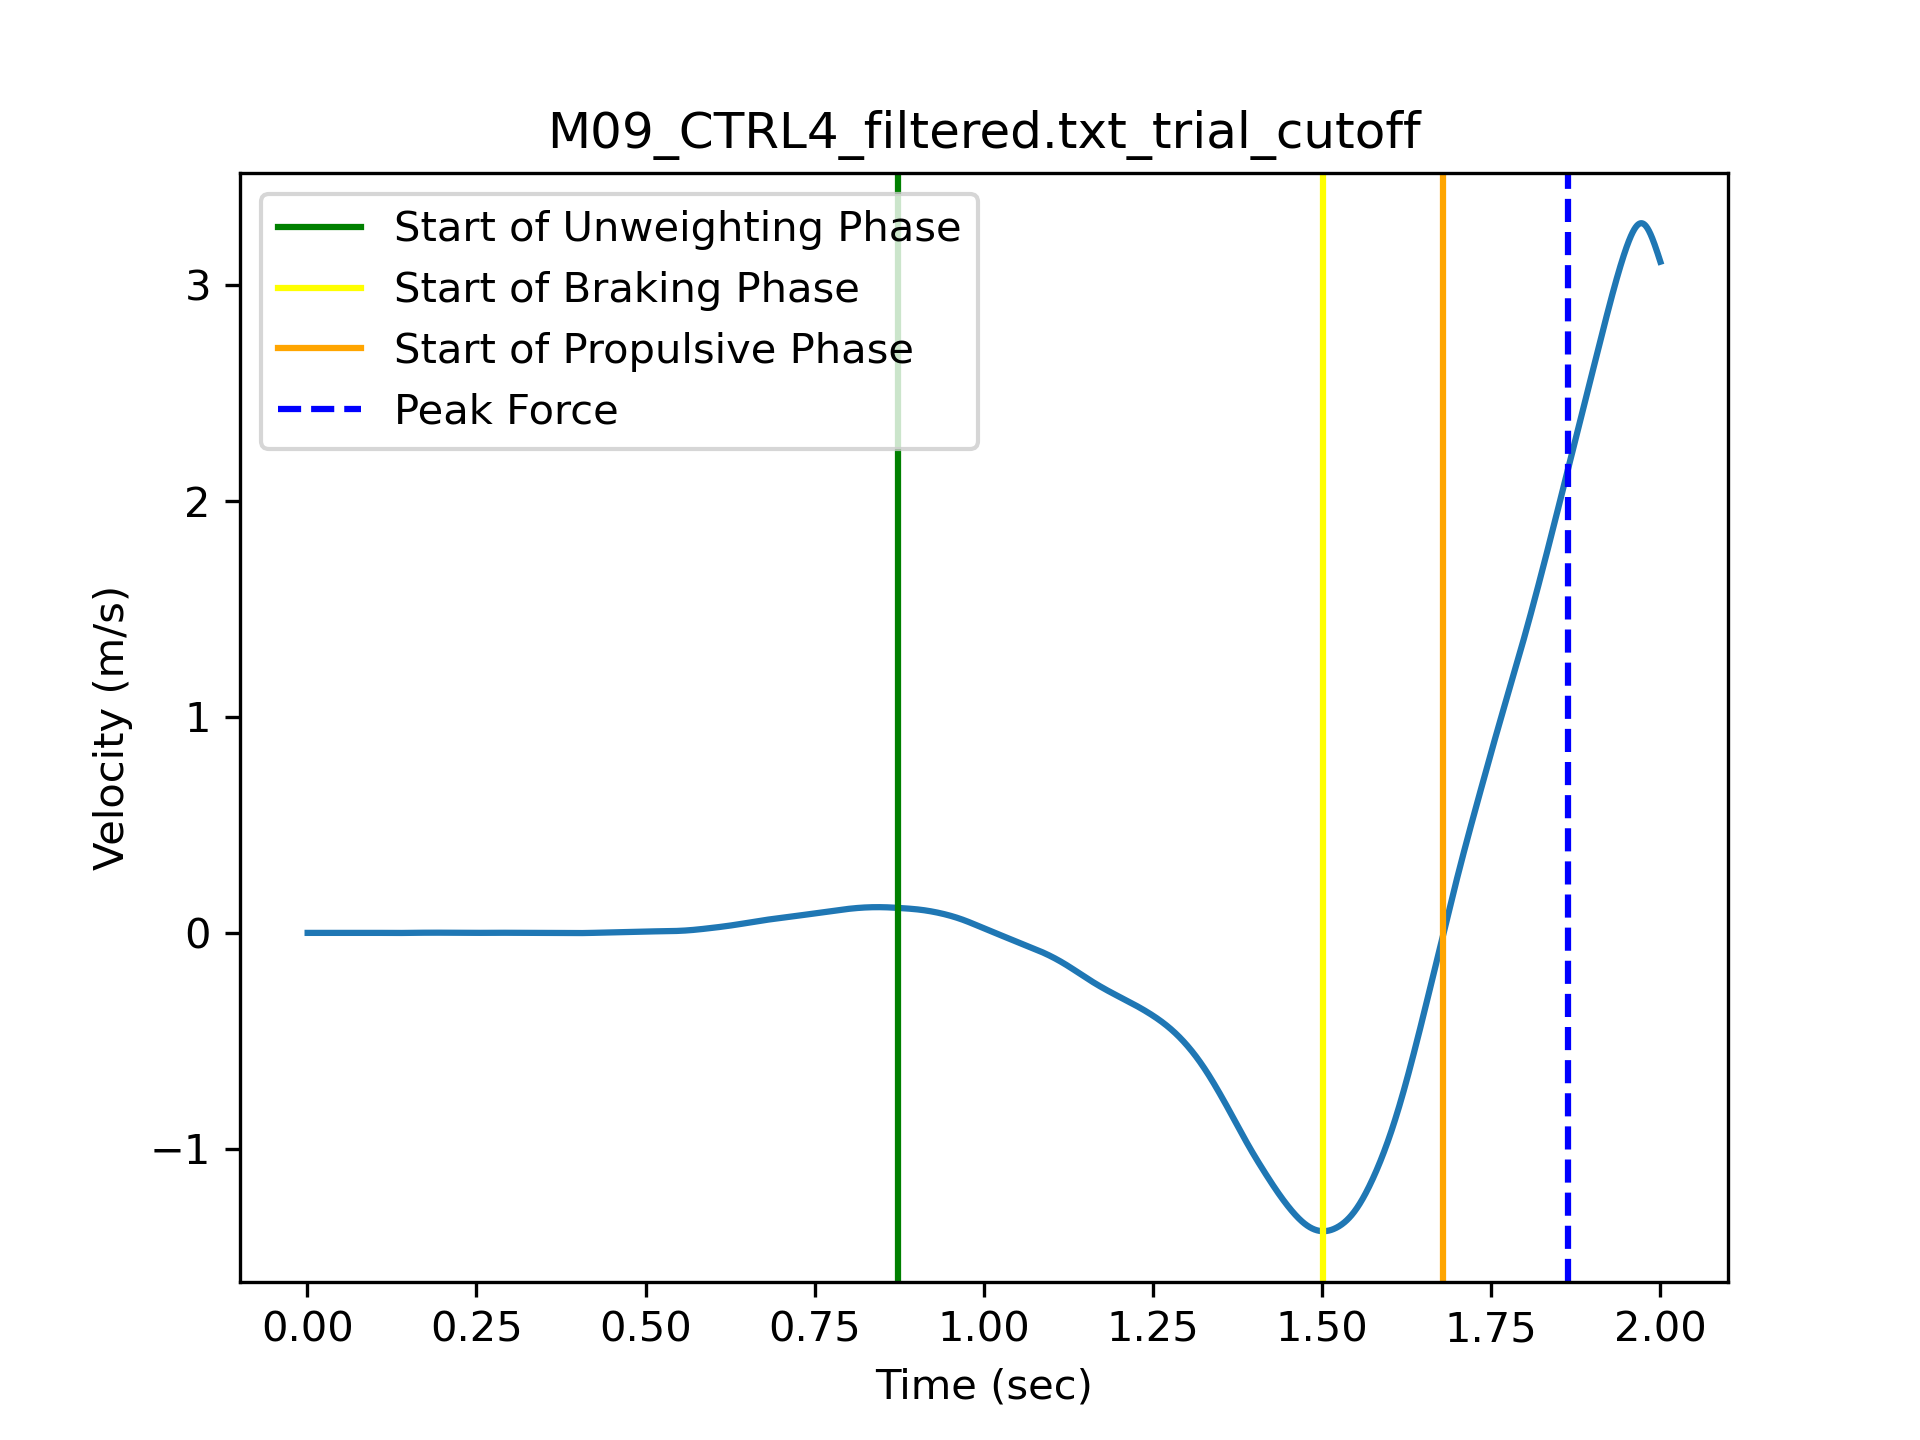 M09_CTRL4_filtered.txt_trial_cutoff
Start of Unweighting Phase
Start of Braking Phase
Start of Propulsive Phase
Peak Force
3
2
1
0
−1
Velocity (m/s)
0.00 0.25 0.50 0.75 1.00 1.25 1.50 1.75 2.00
Time (sec)